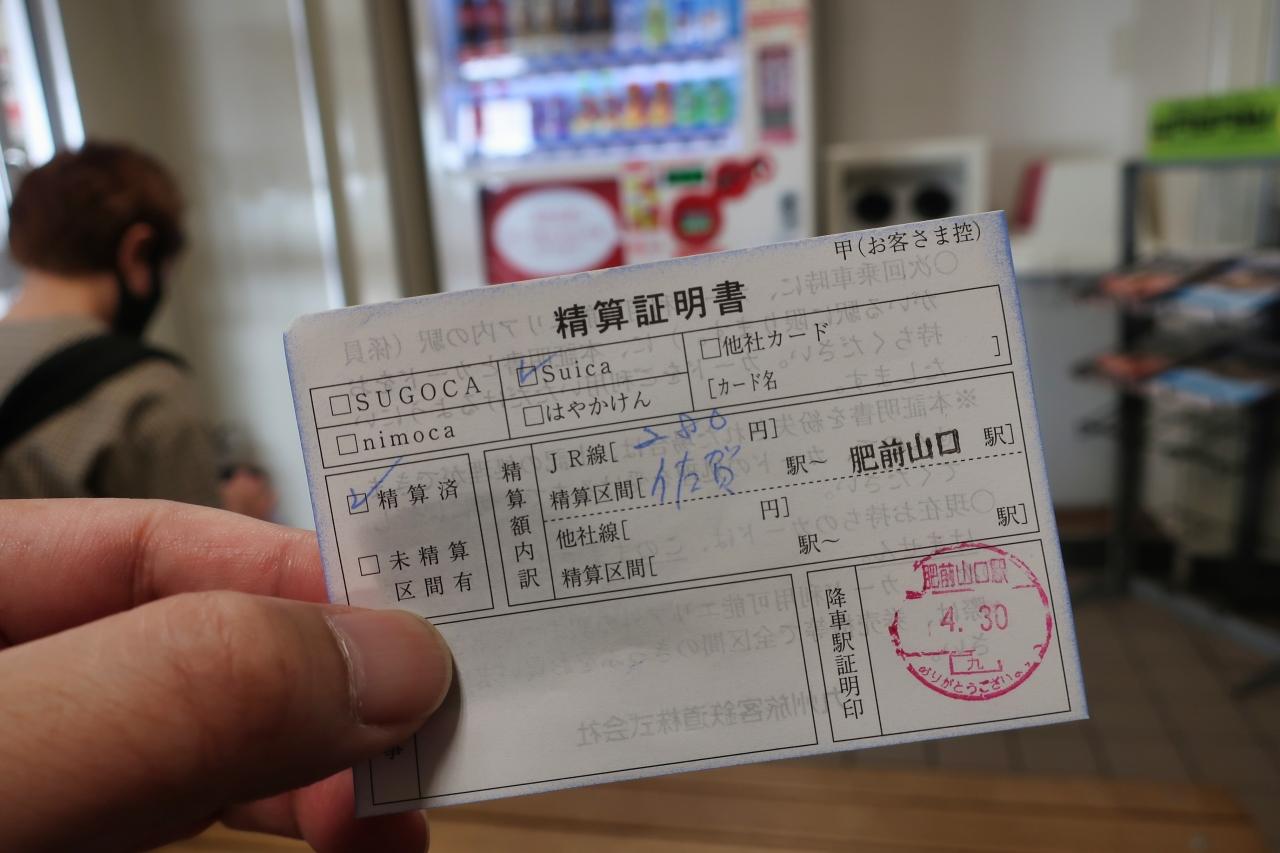 甲(お客さま控)
精算証明書
□SUGOCA
☑Suica
□他社カード
□nimoca
□はやかけん
[カード名 ]
☑精算済
□未精算
区間有
精算額内訳
JR線[ 280 円]
精算区間[ 佐賀 駅〜 肥前山口 駅]
他社線[ 円]
精算区間[ 駅〜 駅]
事
降車駅証明印
肥前山口駅
4. 30
九
ありがとうございました
九州旅客鉄道株式会社